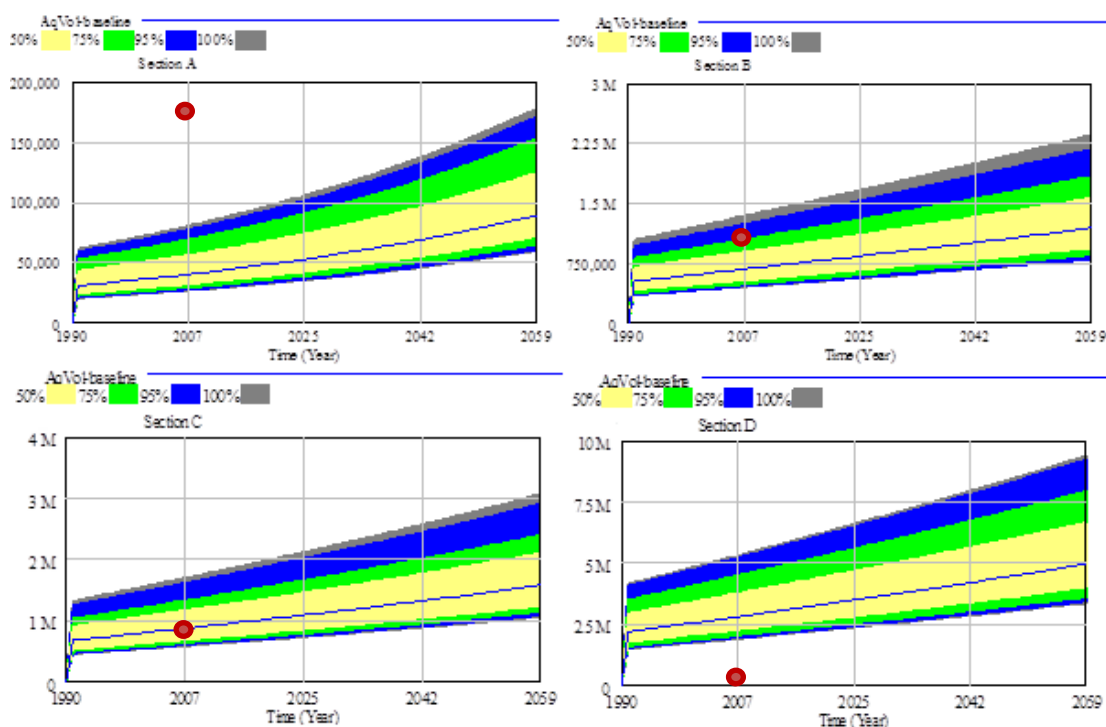 AqVol-baseline
50% 75% 95% 100%
Section A
200,000
150,000
100,000
50,000
0
1990 2007 2025 2042 2059
Time (Year)
AqVol-baseline
50% 75% 95% 100%
Section B
3 M
2.25 M
1.5 M
750,000
0
1990 2007 2025 2042 2059
Time (Year)
AqVol-baseline
50% 75% 95% 100%
Section C
4 M
3 M
2 M
1 M
0
1990 2007 2025 2042 2059
Time (Year)
AqVol-baseline
50% 75% 95% 100%
Section D
10 M
7.5 M
5 M
2.5 M
0
1990 2007 2025 2042 2059
Time (Year)